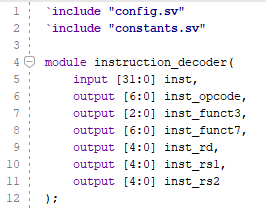 1 `include "config.sv"
2 `include "constants.sv"
3
4 module instruction_decoder(
5 input [31:0] inst,
6 output [6:0] inst_opcode,
7 output [2:0] inst_funct3,
8 output [6:0] inst_funct7,
9 output [4:0] inst_rd,
10 output [4:0] inst_rs1,
11 output [4:0] inst_rs2
12 );